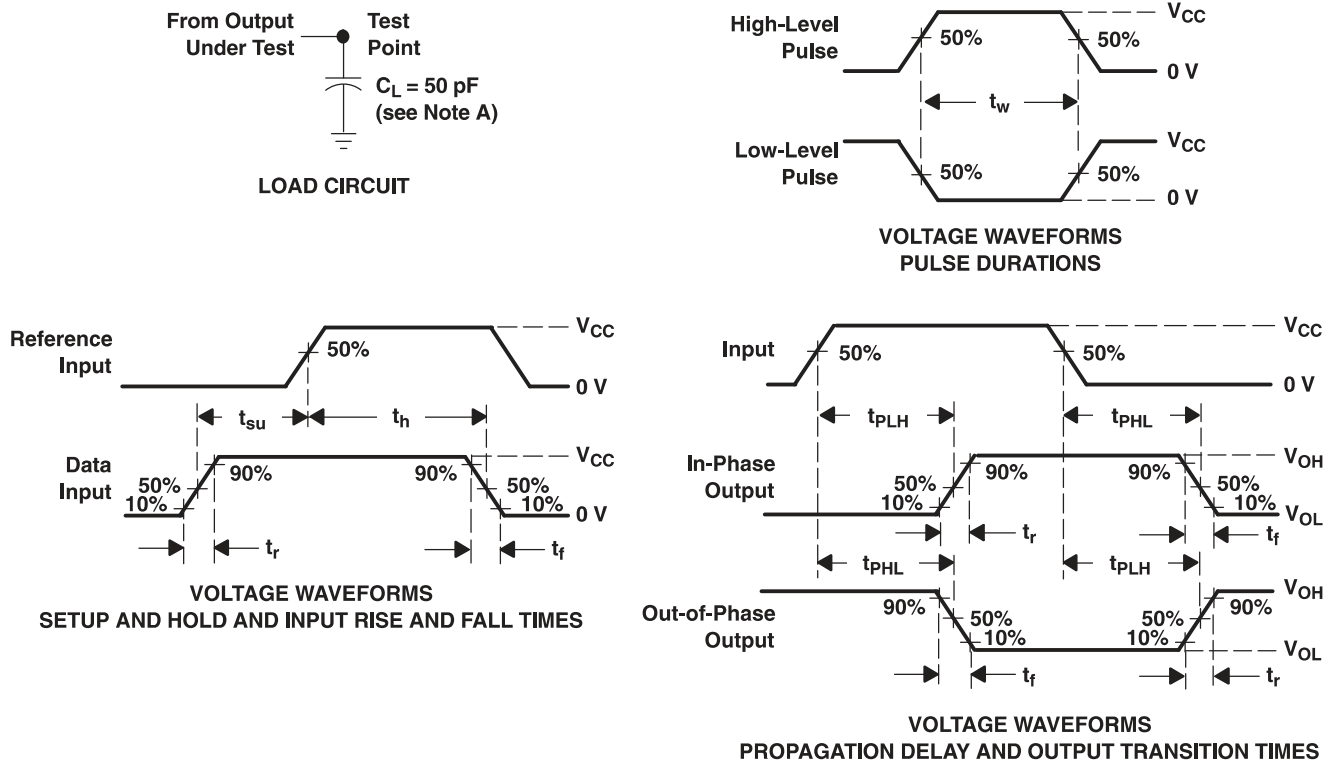 From Output
Under Test
Test
Point
C_L = 50 pF
(see Note A)
LOAD CIRCUIT
High-Level
Pulse
50%
50%
V_CC
0 V
t_w
Low-Level
Pulse
50%
50%
V_CC
0 V
VOLTAGE WAVEFORMS
PULSE DURATIONS
Reference
Input
50%
V_CC
0 V
t_su
t_h
Data
Input
50%
10%
90%
90%
50%
10%
V_CC
0 V
t_r
t_f
VOLTAGE WAVEFORMS
SETUP AND HOLD AND INPUT RISE AND FALL TIMES
Input
50%
50%
V_CC
0 V
t_PLH
t_PHL
In-Phase
Output
50%
10%
90%
90%
50%
10%
V_OH
V_OL
t_r
t_f
t_PHL
t_PLH
Out-of-Phase
Output
90%
50%
10%
50%
10%
90%
V_OH
V_OL
t_f
t_r
VOLTAGE WAVEFORMS
PROPAGATION DELAY AND OUTPUT TRANSITION TIMES